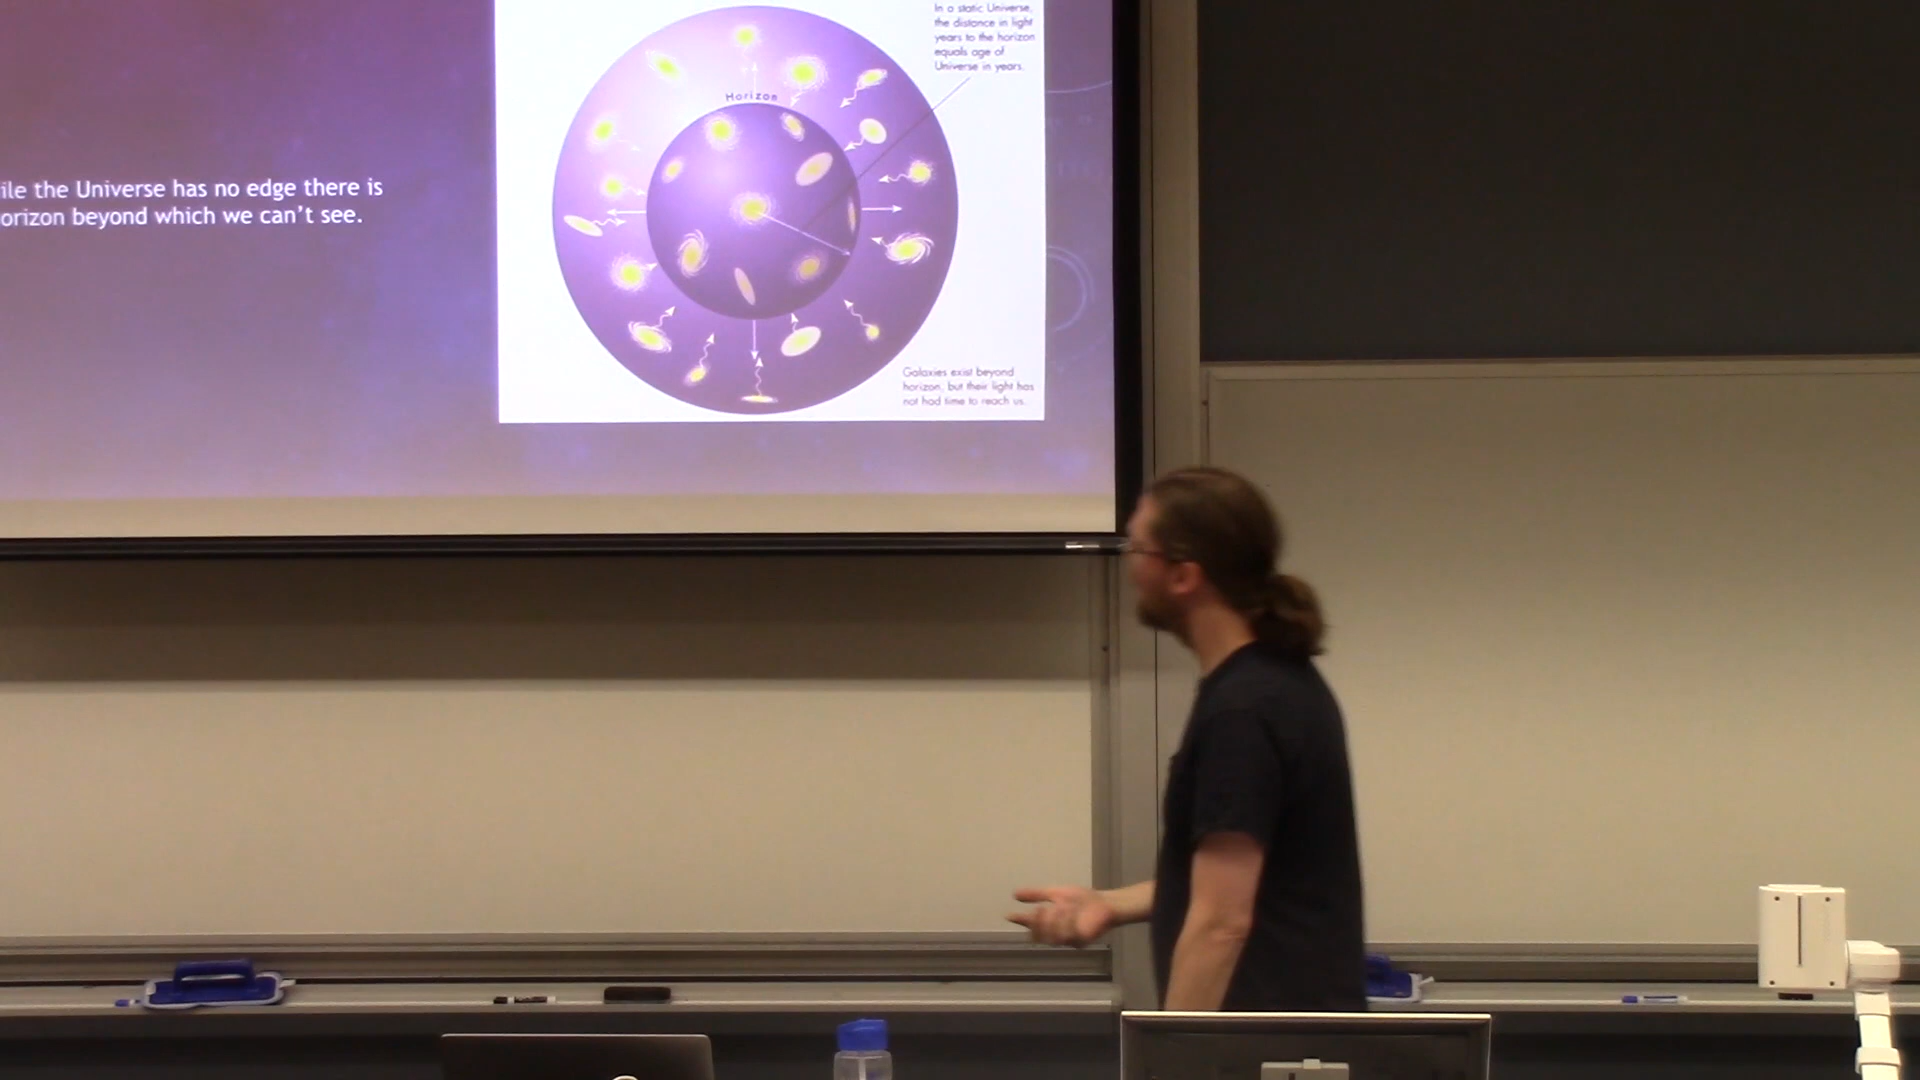 ile the Universe has no edge there is
orizon beyond which we can't see.
In a static Universe,
the distance in light
years to the horizon
equals age of
Universe in years.
Horizon
Galaxies exist beyond
horizon, but their light has
not had time to reach us.